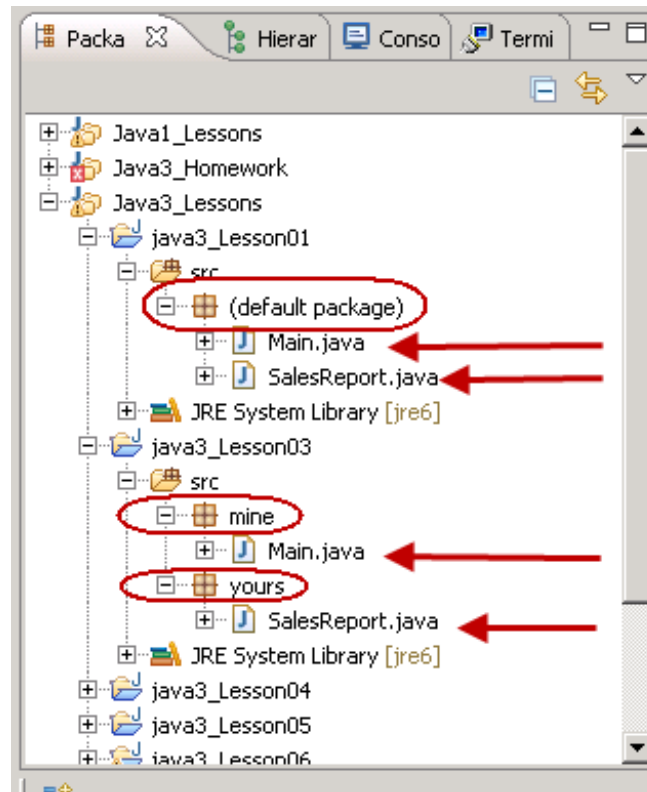 Packa Hierar Conso Termi
Java1_Lessons
Java3_Homework
Java3_Lessons
java3_Lesson01
src
(default package)
Main.java
SalesReport.java
JRE System Library [jre6]
java3_Lesson03
src
mine
Main.java
yours
SalesReport.java
JRE System Library [jre6]
java3_Lesson04
java3_Lesson05
java3_Lesson06